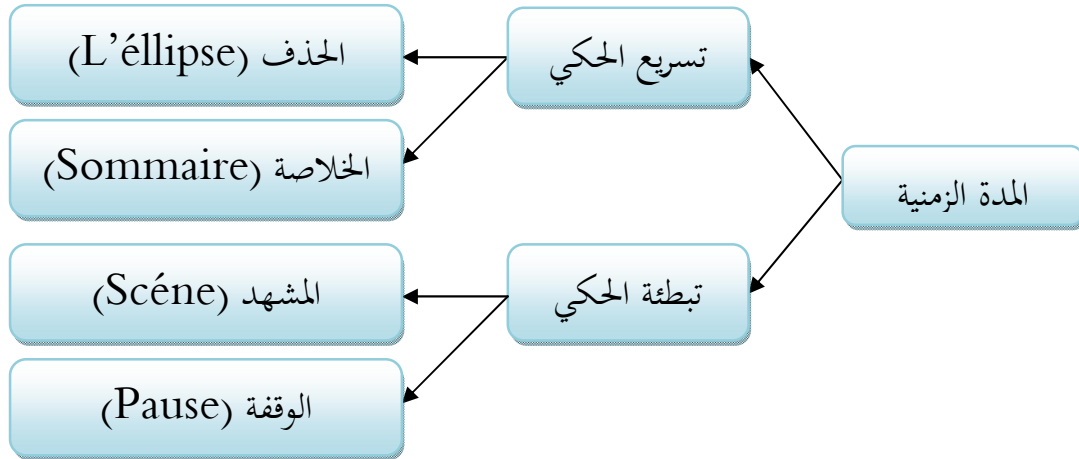 المدة الزمنية
تسريع الحكي
الحذف (L'éllipse)
الخلاصة (Sommaire)
تبطئة الحكي
المشهد (Scéne)
الوقفة (Pause)